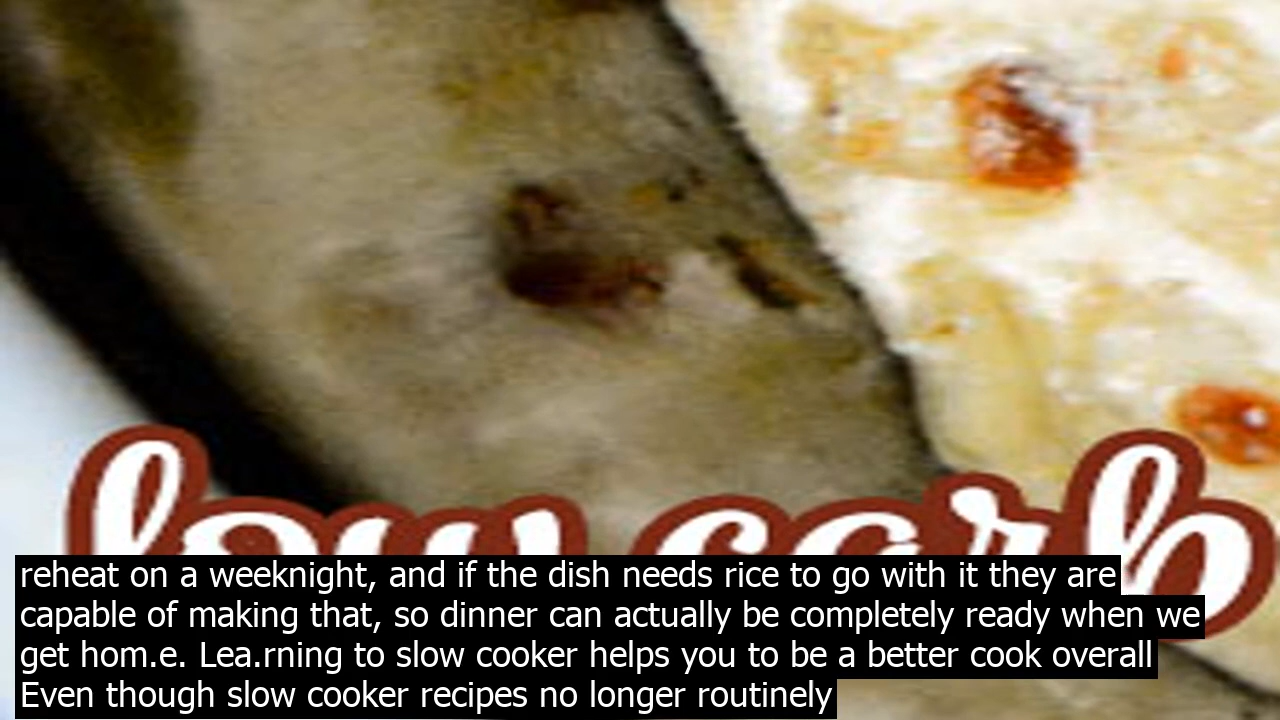 low carb
reheat on a weeknight, and if the dish needs rice to go with it they are
capable of making that, so dinner can actually be completely ready when we
get hom.e. Lea.rning to slow cooker helps you to be a better cook overall
Even though slow cooker recipes no longer routinely